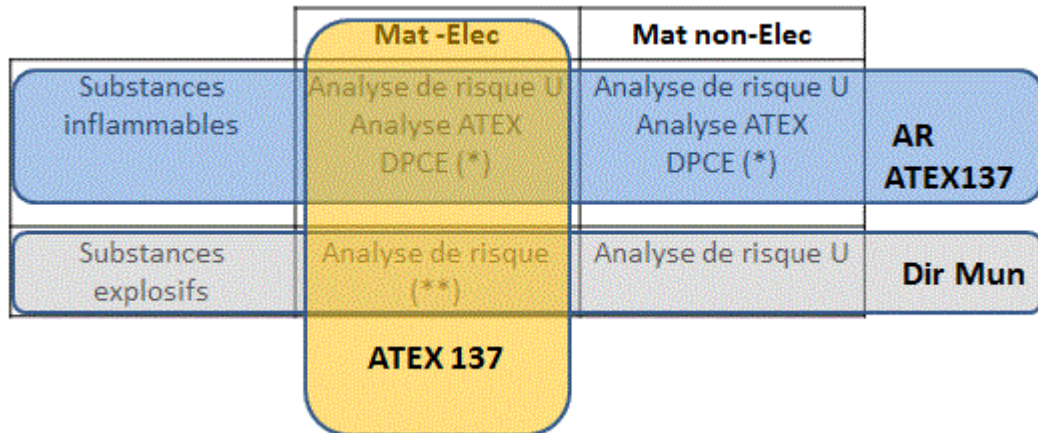 Mat -Elec
Mat non-Elec
Substances
inflammables
Analyse de risque U
Analyse ATEX
DPCE (*)
Analyse de risque U
Analyse ATEX
DPCE (*)
AR
ATEX137
Substances
explosifs
Analyse de risque
(**)
Analyse de risque U
Dir Mun
ATEX 137